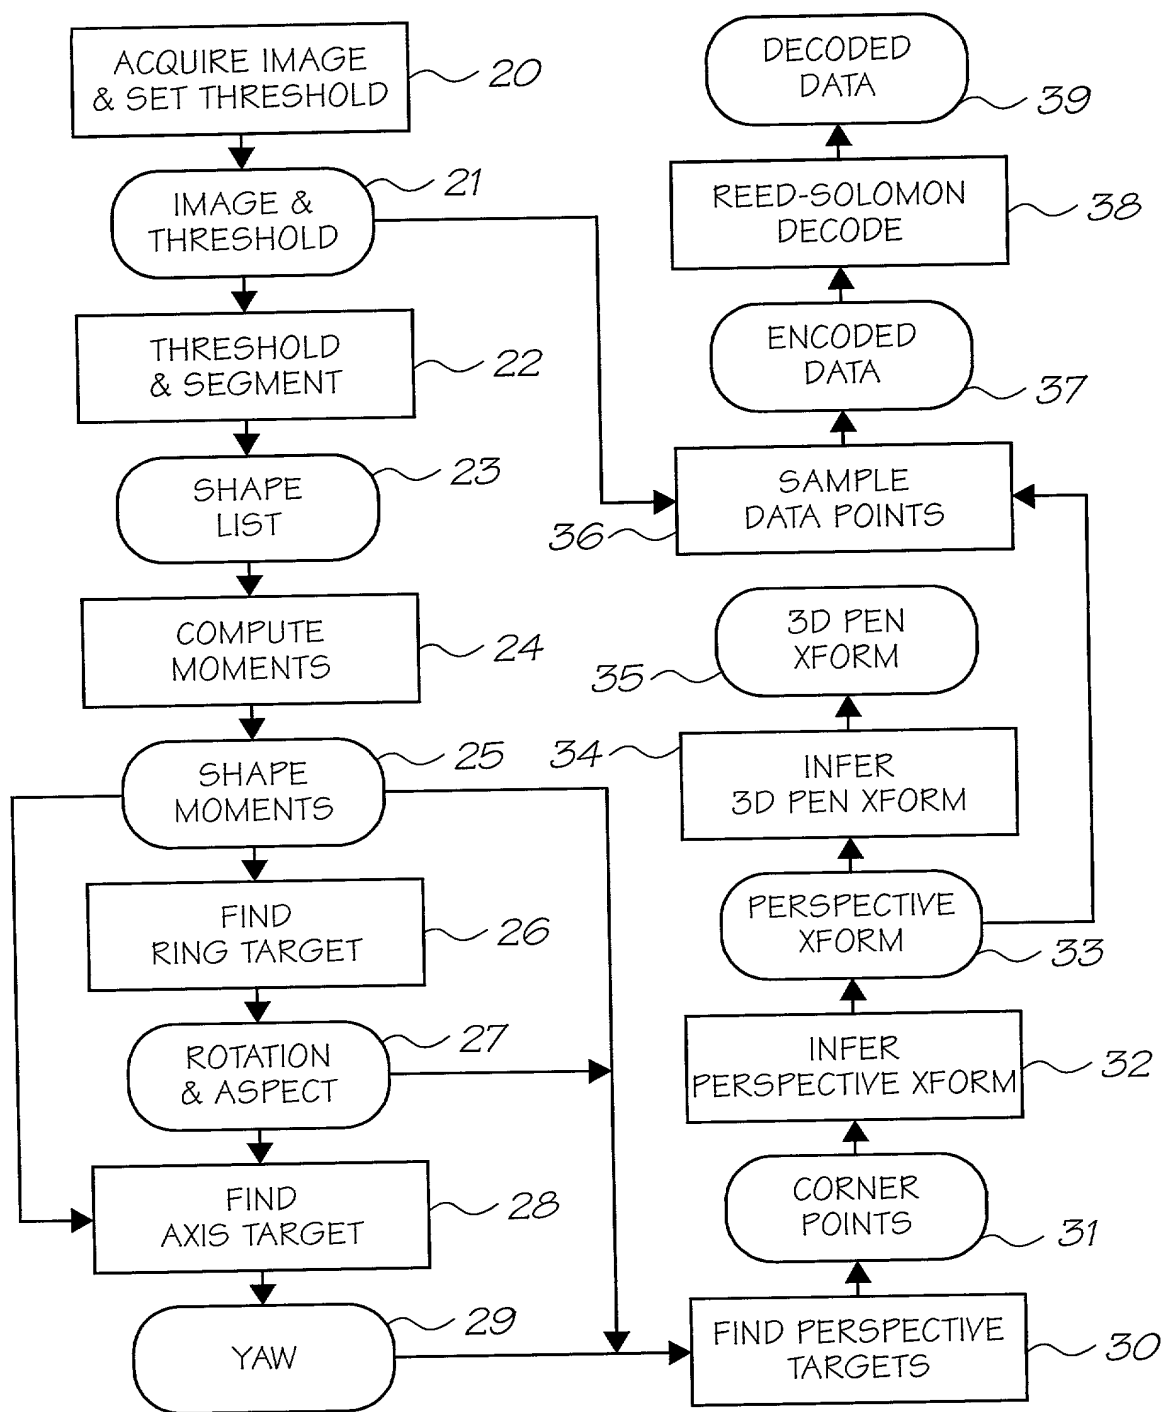 ACQUIRE IMAGE
& SET THRESHOLD
20
IMAGE &
THRESHOLD
21
THRESHOLD
& SEGMENT
22
SHAPE
LIST
23
COMPUTE
MOMENTS
24
SHAPE
MOMENTS
25
FIND
RING TARGET
26
ROTATION
& ASPECT
27
FIND
AXIS TARGET
28
YAW
29
FIND PERSPECTIVE
TARGETS
30
CORNER
POINTS
31
INFER
PERSPECTIVE XFORM
32
PERSPECTIVE
XFORM
33
INFER
3D PEN XFORM
34
3D PEN
XFORM
35
SAMPLE
DATA POINTS
36
ENCODED
DATA
37
REED-SOLOMON
DECODE
38
DECODED
DATA
39